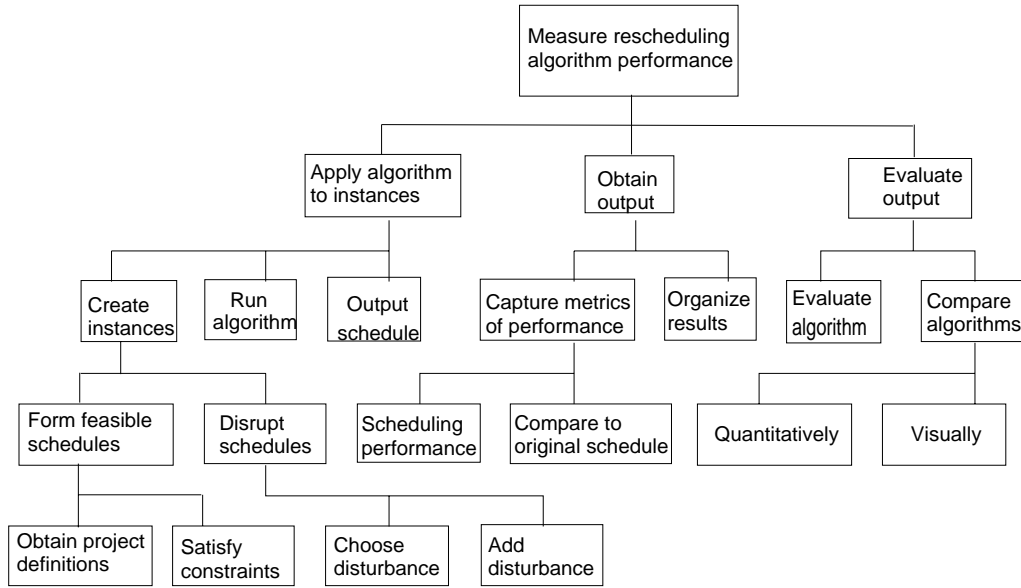 Measure rescheduling
algorithm performance
Apply algorithm
to instances
Obtain
output
Evaluate
output
Create
instances
Run
algorithm
Output
schedule
Capture metrics
of performance
Organize
results
Evaluate
algorithm
Compare
algorithms
Form feasible
schedules
Disrupt
schedules
Scheduling
performance
Compare to
original schedule
Quantitatively
Visually
Obtain project
definitions
Satisfy
constraints
Choose
disturbance
Add
disturbance